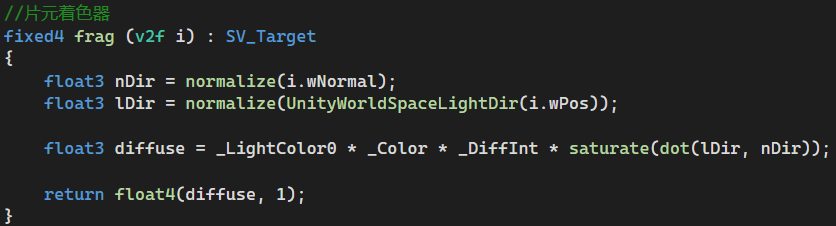 //片元着色器
fixed4 frag (v2f i) : SV_Target
{
    float3 nDir = normalize(i.wNormal);
    float3 lDir = normalize(UnityWorldSpaceLightDir(i.wPos));

    float3 diffuse = _LightColor0 * _Color * _DiffInt * saturate(dot(lDir, nDir));

    return float4(diffuse, 1);
}